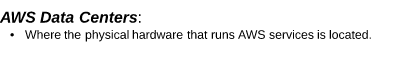 AWS Data Centers:
• Where the physical hardware that runs AWS services is located.